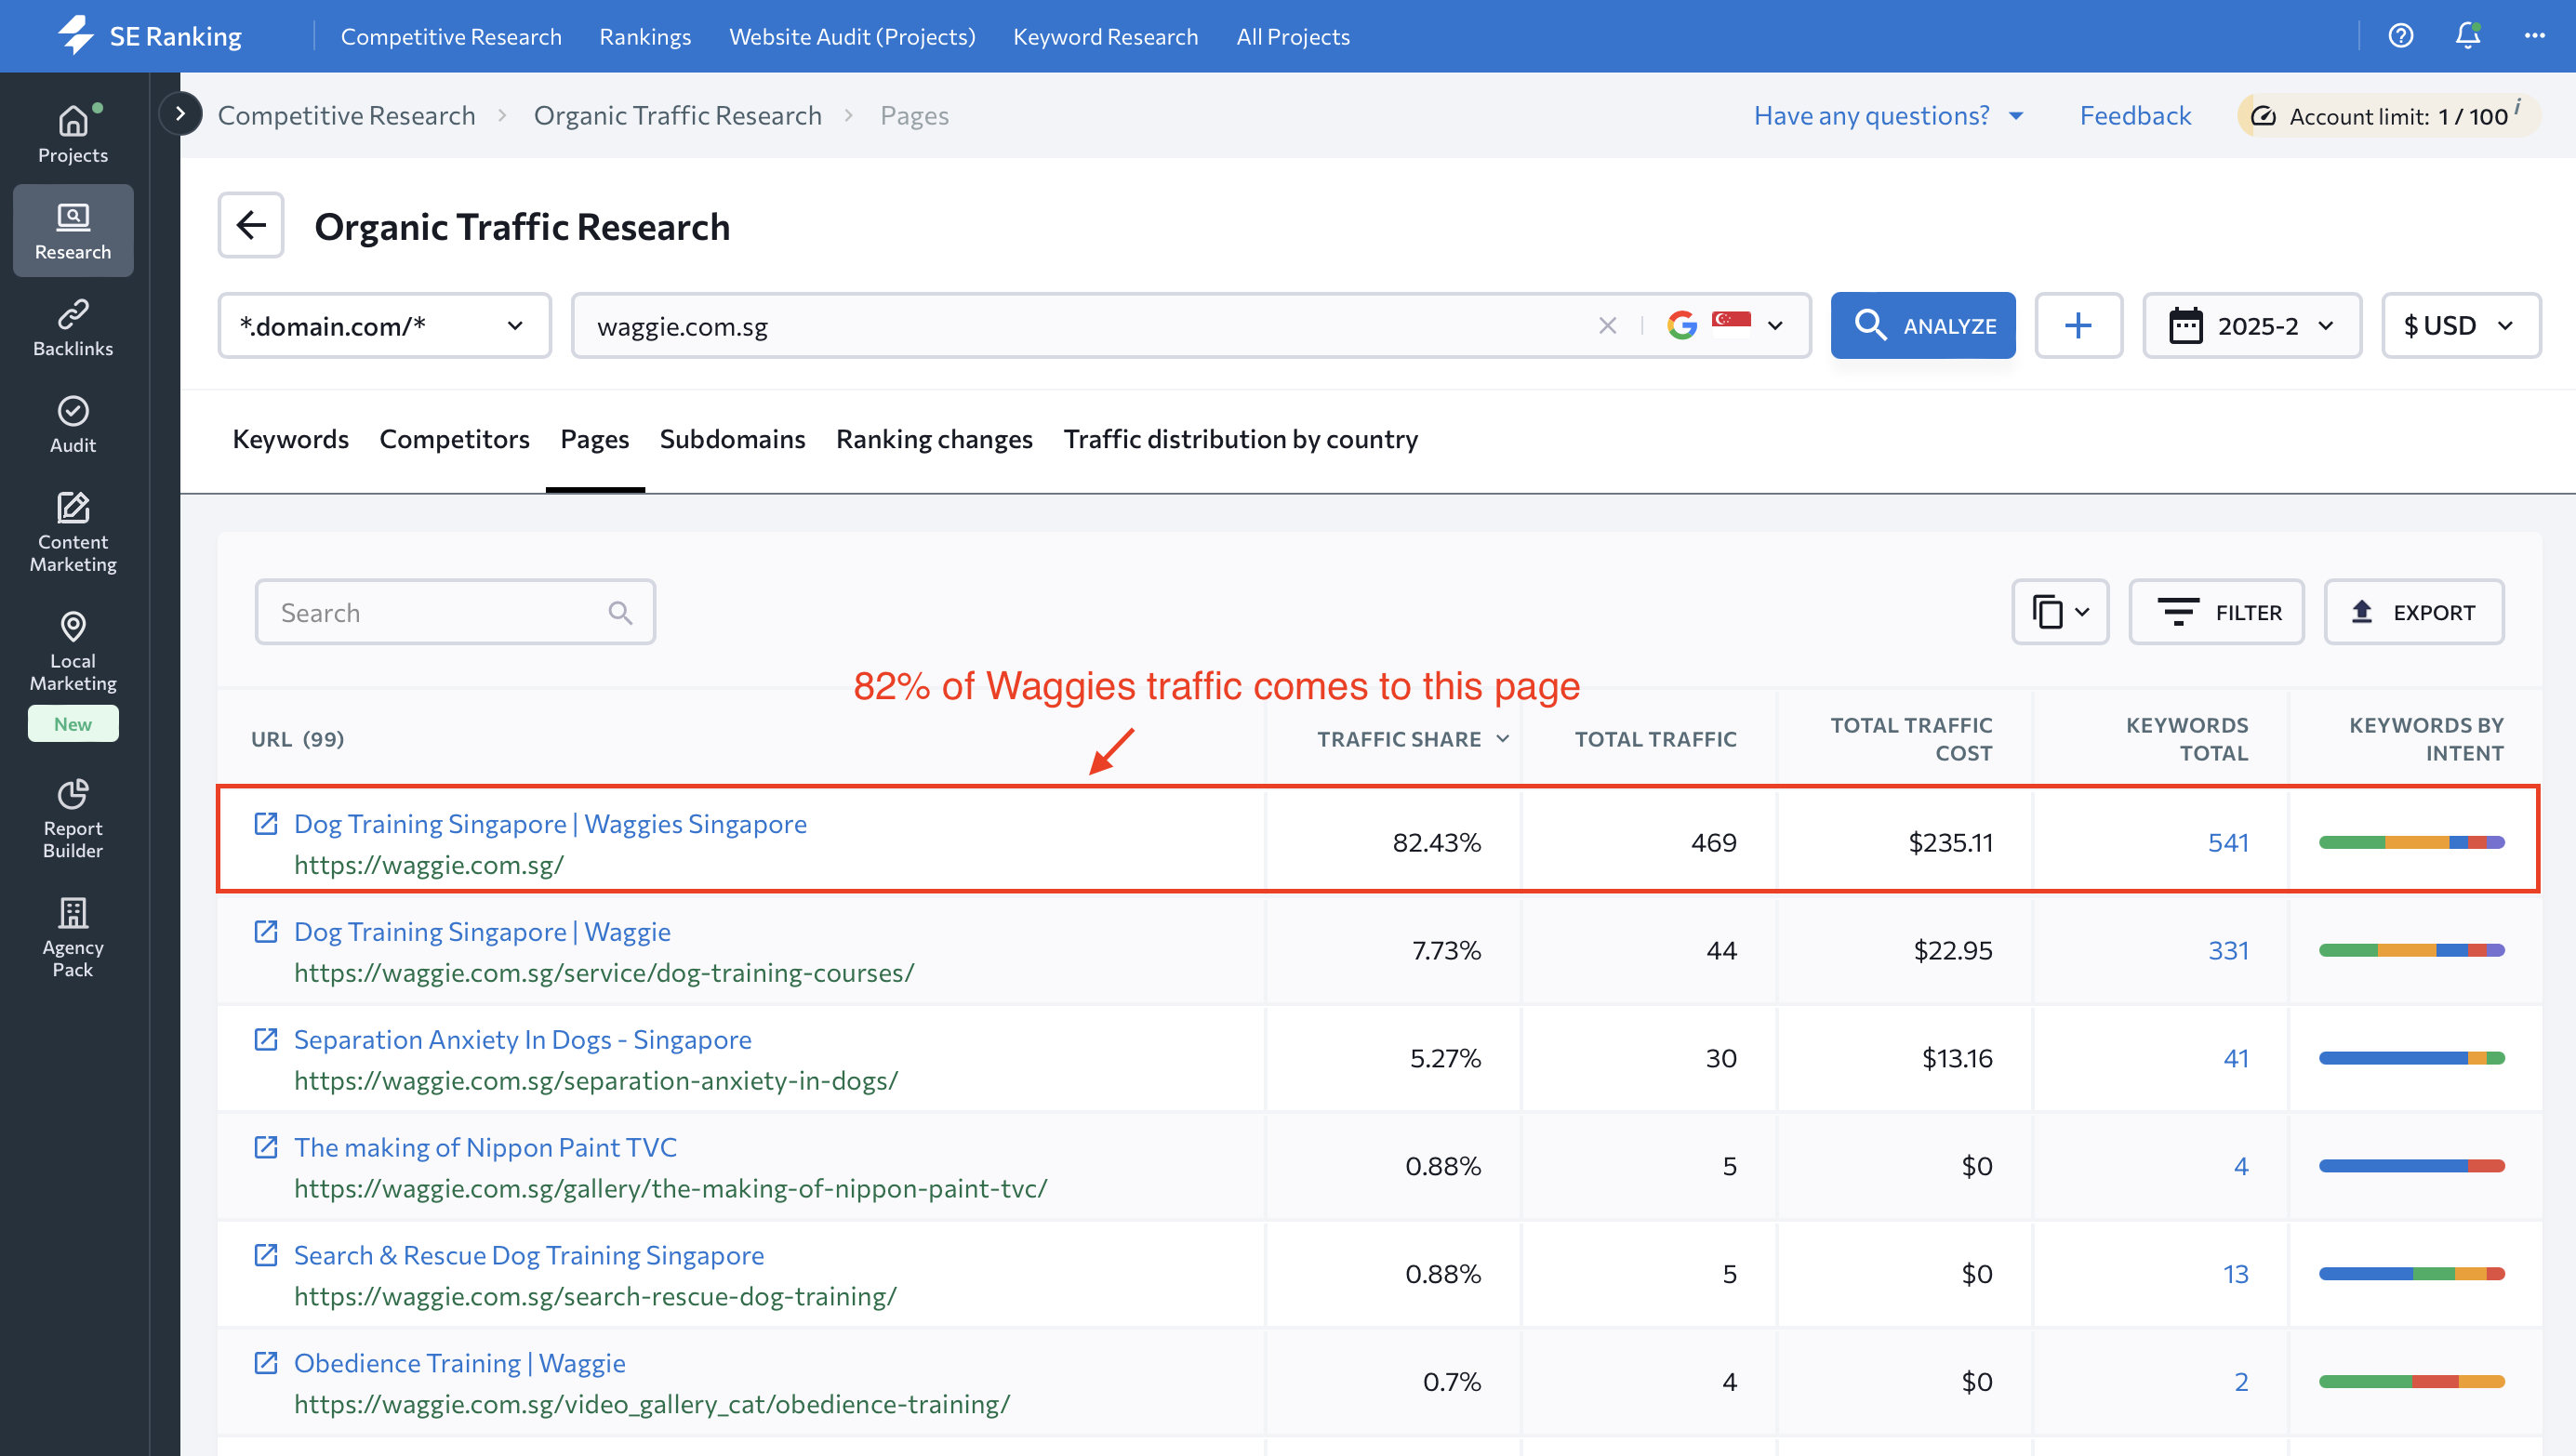 SE Ranking
Competitive Research
Rankings
Website Audit (Projects)
Keyword Research
All Projects
Projects
Research
Backlinks
Audit
Content
Marketing
Local
Marketing
New
Report
Builder
Agency
Pack
Competitive Research
Organic Traffic Research
Pages
Have any questions?
Feedback
Account limit: 1 / 100 i
Organic Traffic Research
*.domain.com/*
waggie.com.sg
ANALYZE
2025-2
$ USD
Keywords
Competitors
Pages
Subdomains
Ranking changes
Traffic distribution by country
Search
FILTER
EXPORT
82% of Waggies traffic comes to this page
URL (99)
TRAFFIC SHARE
TOTAL TRAFFIC
TOTAL TRAFFIC
COST
KEYWORDS
TOTAL
KEYWORDS BY
INTENT
Dog Training Singapore | Waggies Singapore
https://waggie.com.sg/
82.43%
469
$235.11
541
Dog Training Singapore | Waggie
https://waggie.com.sg/service/dog-training-courses/
7.73%
44
$22.95
331
Separation Anxiety In Dogs - Singapore
https://waggie.com.sg/separation-anxiety-in-dogs/
5.27%
30
$13.16
41
The making of Nippon Paint TVC
https://waggie.com.sg/gallery/the-making-of-nippon-paint-tvc/
0.88%
5
$0
4
Search & Rescue Dog Training Singapore
https://waggie.com.sg/search-rescue-dog-training/
0.88%
5
$0
13
Obedience Training | Waggie
https://waggie.com.sg/video_gallery_cat/obedience-training/
0.7%
4
$0
2